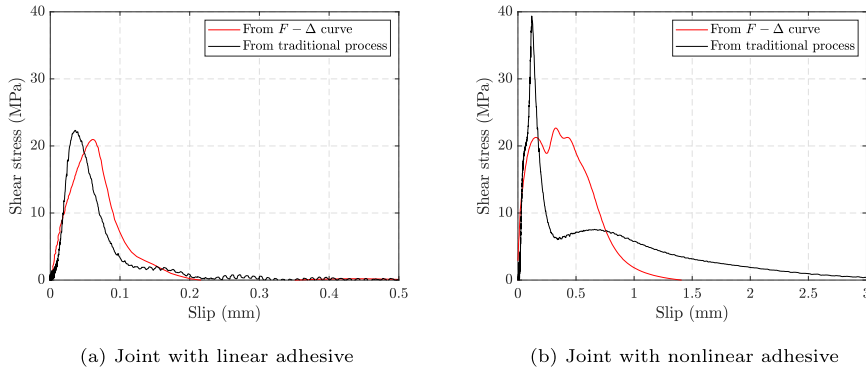 40
30
20
10
0
Shear stress (MPa)
From F − Δ curve
From traditional process
0 0.1 0.2 0.3 0.4 0.5
Slip (mm)
(a) Joint with linear adhesive
40
30
20
10
0
Shear stress (MPa)
From F − Δ curve
From traditional process
0 0.5 1 1.5 2 2.5 3
Slip (mm)
(b) Joint with nonlinear adhesive